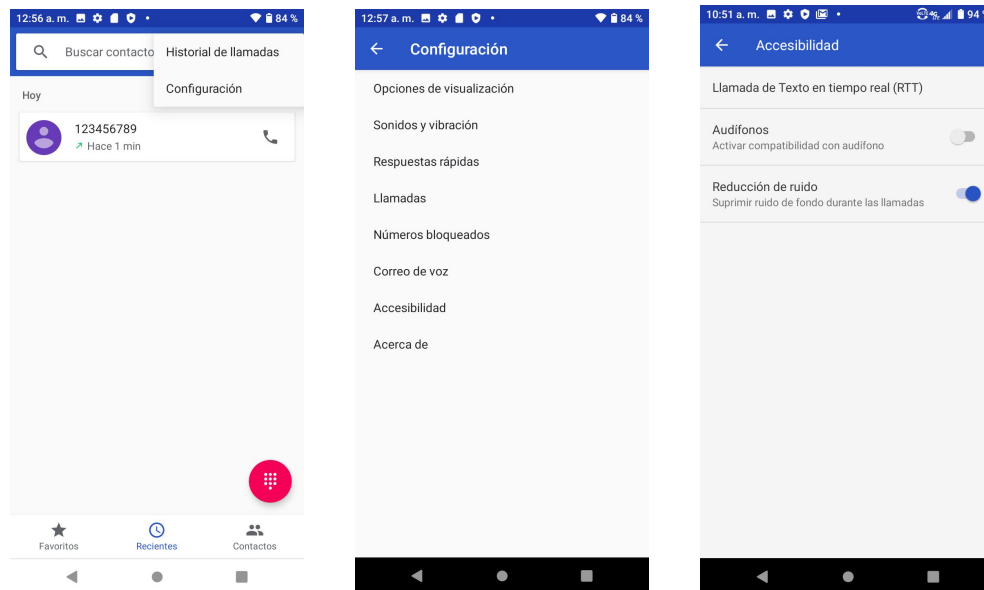 12:56 a. m.
84 %
Buscar contacto
Historial de llamadas
Configuración
Hoy
123456789
Hace 1 min
Favoritos
Recientes
Contactos
12:57 a. m.
84 %
Configuración
Opciones de visualización
Sonidos y vibración
Respuestas rápidas
Llamadas
Números bloqueados
Correo de voz
Accesibilidad
Acerca de
10:51 a. m.
94
Accesibilidad
Llamada de Texto en tiempo real (RTT)
Audífonos
Activar compatibilidad con audífono
Reducción de ruido
Suprimir ruido de fondo durante las llamadas